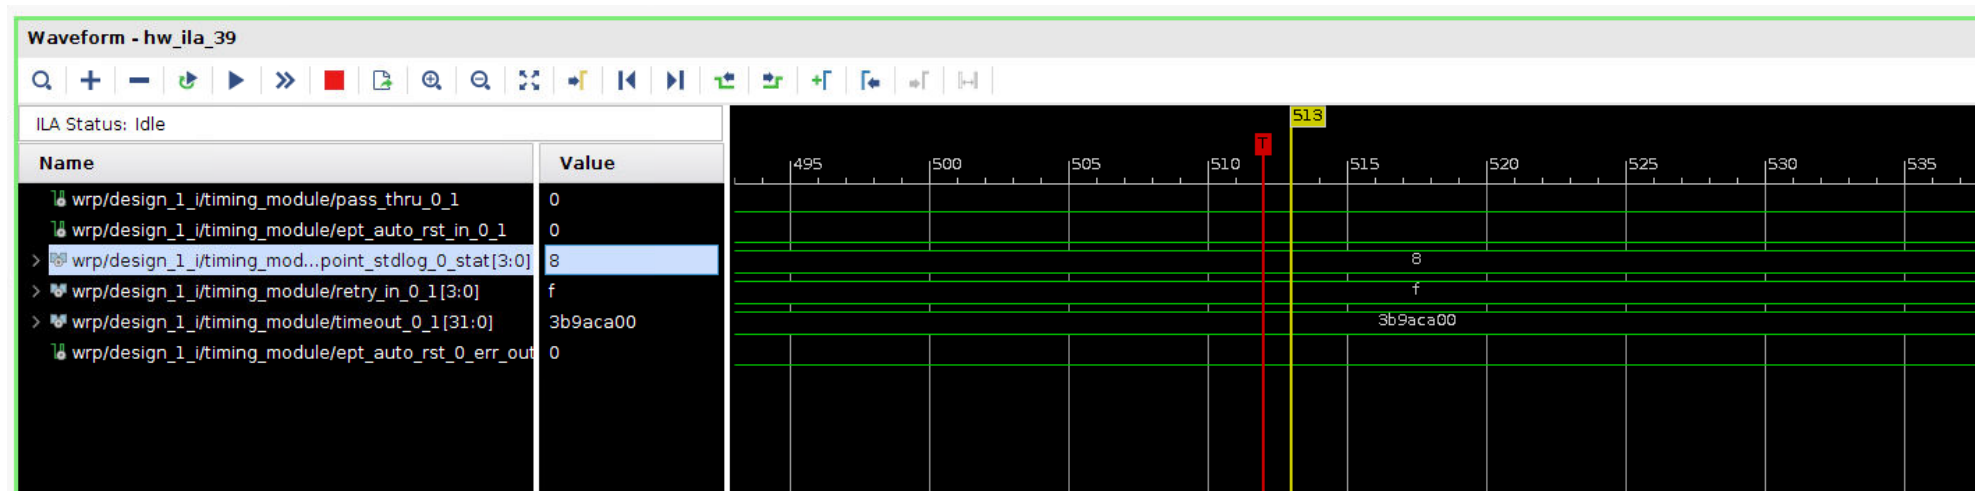 Waveform - hw_ila_39
ILA Status: Idle
Name Value
wrp/design_1_i/timing_module/pass_thru_0_1 0
wrp/design_1_i/timing_module/ept_auto_rst_in_0_1 0
wrp/design_1_i/timing_mod...point_stdlog_0_stat[3:0] 8
wrp/design_1_i/timing_module/retry_in_0_1[3:0] f
wrp/design_1_i/timing_module/timeout_0_1[31:0] 3b9aca00
wrp/design_1_i/timing_module/ept_auto_rst_0_err_out 0
513
T
495 500 505 510 515 520 525 530 535
8
f
3b9aca00